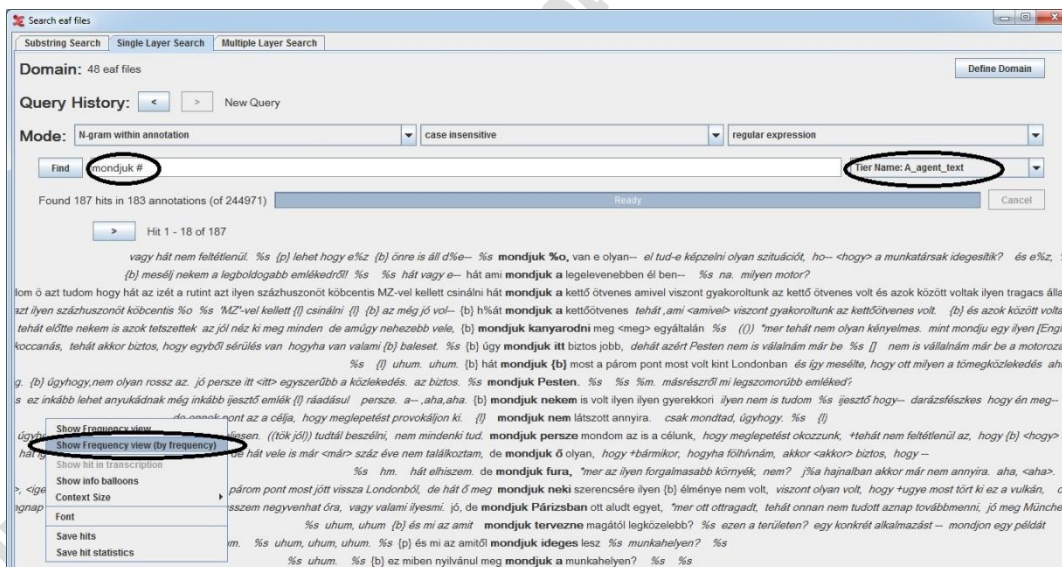 Search eaf files
Substring Search Single Layer Search Multiple Layer Search
Domain: 48 eaf files Define Domain
Query History: < > New Query
Mode: N-gram within annotation case insensitive regular expression
Find mondjuk # Tier Name: A_agent_text
Found 187 hits in 183 annotations (of 244971) Ready Cancel
> Hit 1 - 18 of 187
vagy hát nem feltétlenül. %s {p} lehet hogy e%z {b} önre is áll d%e-- %s mondjuk %o, van e olyan-- el tud-e képzelni olyan szituációt, ho-- <hogy> a munkatársak idegesítik? és e%z,
{b} mesélj nekem a legboldogabb emlékedről! %s %s hát vagy e-- hát ami mondjuk a legelevenebben él ben-- %s na. milyen motor?
ö azt tudom hogy hát az izét a rutint azt ilyen százhuszonöt köbcentis MZ-vel kellett csinálni hát mondjuk a kettő ötvenes amivel viszont gyakoroltunk az kettő ötvenes volt és azok között voltak ilyen tragacs
azt ilyen százhuszonöt köbcentis %o %s 'MZ'-vel kellett {l} csinálni {l} {b} az még jó vol-- {b} h%át mondjuk a kettőötvenes tehát ,ami <amivel> viszont gyakoroltunk az kettőötvenes volt. {b} és azok között
tehát előtte nekem is azok tetszettek az jól néz ki meg minden de amúgy nehezebb vele, {b} mondjuk kanyarodni meg <meg> egyáltalán %s (()) "mer tehát nem olyan kényelmes. mint mondju egy ilyen
koccanás, tehát akkor biztos, hogy egyből sérülés van hogyha van valami {b} baleset. %s {b} úgy mondjuk itt biztos jobb, dehát azért Pesten nem is válalnám már be %s [] nem is vállalnám már be a
%s {l} uhum. uhum. {b} hát mondjuk {b} most a párom pont most volt kint Londonban és így mesélte, hogy ott milyen a tömegközlekedés
{b} úgyhogy,nem olyan rossz az. jó persze itt <itt> egyszerűbb a közlekedés. az biztos. %s mondjuk Pesten. %s %s %m. másrészről mi legszomorúbb emléked?
s ez inkább lehet anyukádnak még inkább ijesztő emlék {l} ráadásul persze. a-- ,aha,aha. {b} mondjuk nekem is volt ilyen ilyen gyerekkori ilyen nem is tudom %s ijesztő hogy-- darázsfészkes hogy én meg--
de ennek pont az a célja, hogy meglepetést provokáljon ki. {l} mondjuk nem látszott annyira. csak mondtad, úgyhogy. %s {l}
((tök jól)) tudtál beszélni, nem mindenki tud. mondjuk persze mondom az is a célunk, hogy meglepetést okozzunk, +tehát nem feltétlenül az, hogy {b} <hogy>
de hát vele is már <már> száz éve nem találkoztam, de mondjuk ő olyan, hogy +bármikor, hogyha fölhívnám, akkor <akkor> biztos, hogy --
%s hm. hát elhiszem. de mondjuk fura, "mer az ilyen forgalmasabb környék, nem? j%a hajnalban akkor már nem annyira. aha, <aha>.
párom pont most jött vissza Londonból, de hát ő meg mondjuk neki szerencsére ilyen {b} élménye nem volt, viszont olyan volt, hogy +ugye most tört ki ez a vulkán,
negyvenhat óra, vagy valami ilyesmi. jó, de mondjuk Párizsban ott aludt egyet, "mer ott ottragadt, tehát onnan nem tudott aznap továbbmenni, jó meg
%s uhum, uhum {b} és mi az amit mondjuk tervezne magától legközelebb? %s ezen a területen? egy konkrét alkalmazást -- mondjon egy példát
%s uhum, uhum, uhum. %s {p} és mi az amitől mondjuk ideges lesz %s munkahelyen? %s
%s uhum. %s {b} ez miben nyilvánul meg mondjuk a munkahelyen? %s %s
Show Frequency view
Show Frequency view (by frequency)
Show hit in transcription
Show info balloons
Context Size
Font
Save hits
Save hit statistics